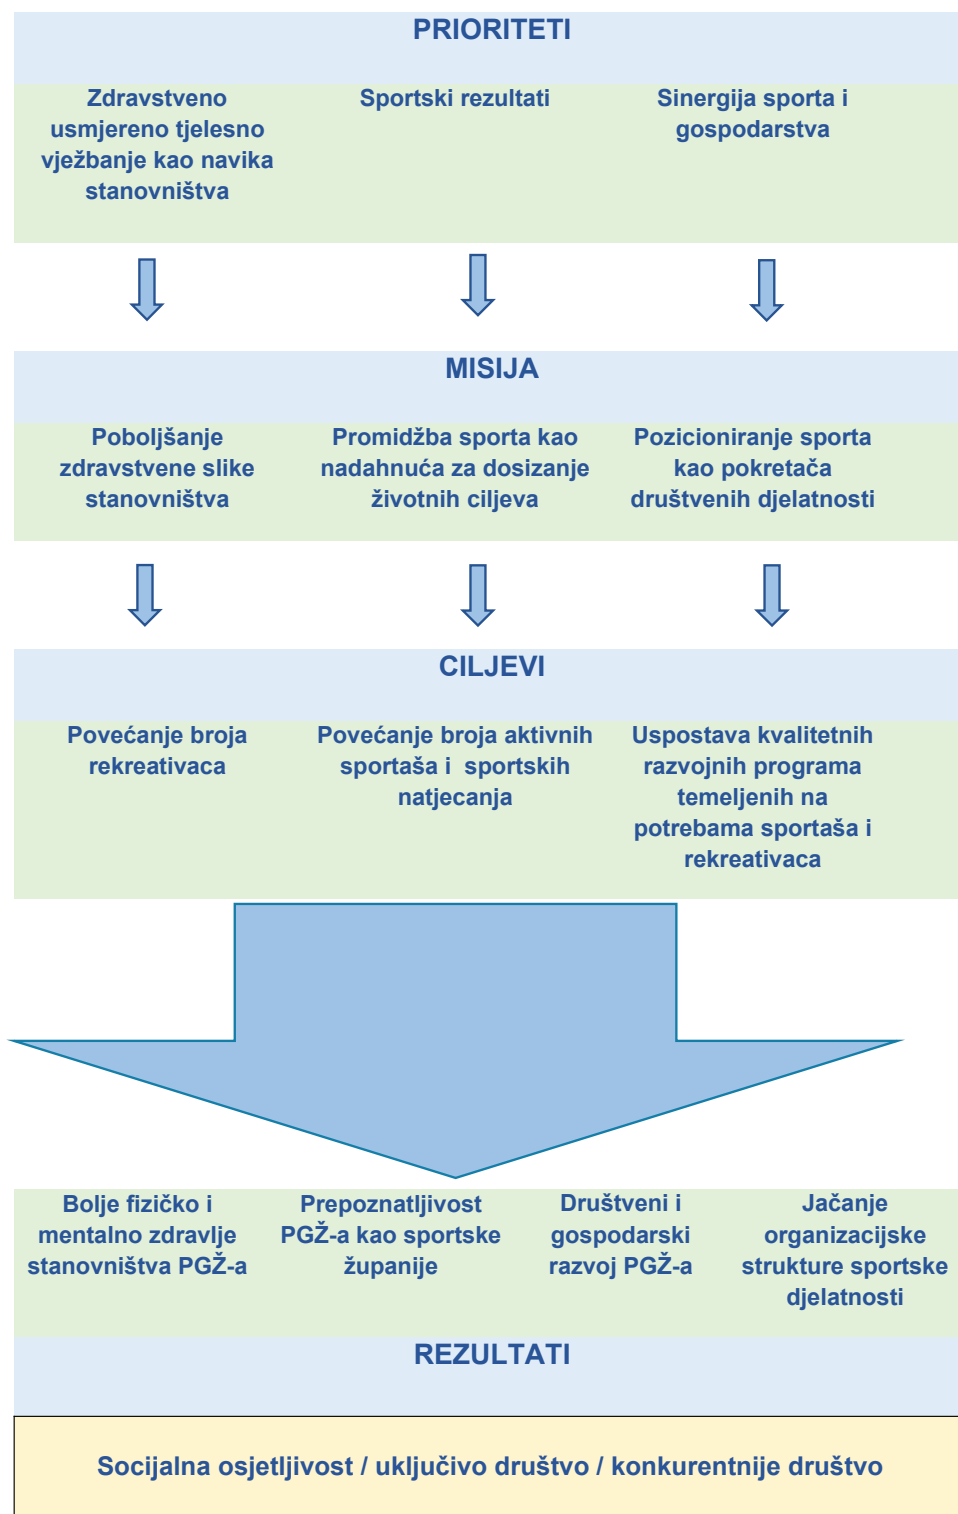 PRIORITETI
Zdravstveno
usmjereno tjelesno
vježbanje kao navika
stanovništva
Sportski rezultati
Sinergija sporta i
gospodarstva
MISIJA
Poboljšanje
zdravstvene slike
stanovništva
Promidžba sporta kao
nadahnuća za dosizanje
životnih ciljeva
Pozicioniranje sporta
kao pokretača
društvenih djelatnosti
CILJEVI
Povećanje broja
rekreativaca
Povećanje broja aktivnih
sportaša i  sportskih
natjecanja
Uspostava kvalitetnih
razvojnih programa
temeljenih na
potrebama sportaša i
rekreativaca
Bolje fizičko i
mentalno zdravlje
stanovništva PGŽ-a
Prepoznatljivost
PGŽ-a kao sportske
županije
Društveni i
gospodarski
razvoj PGŽ-a
Jačanje
organizacijske
strukture sportske
djelatnosti
REZULTATI
Socijalna osjetljivost / uključivo društvo / konkurentnije društvo